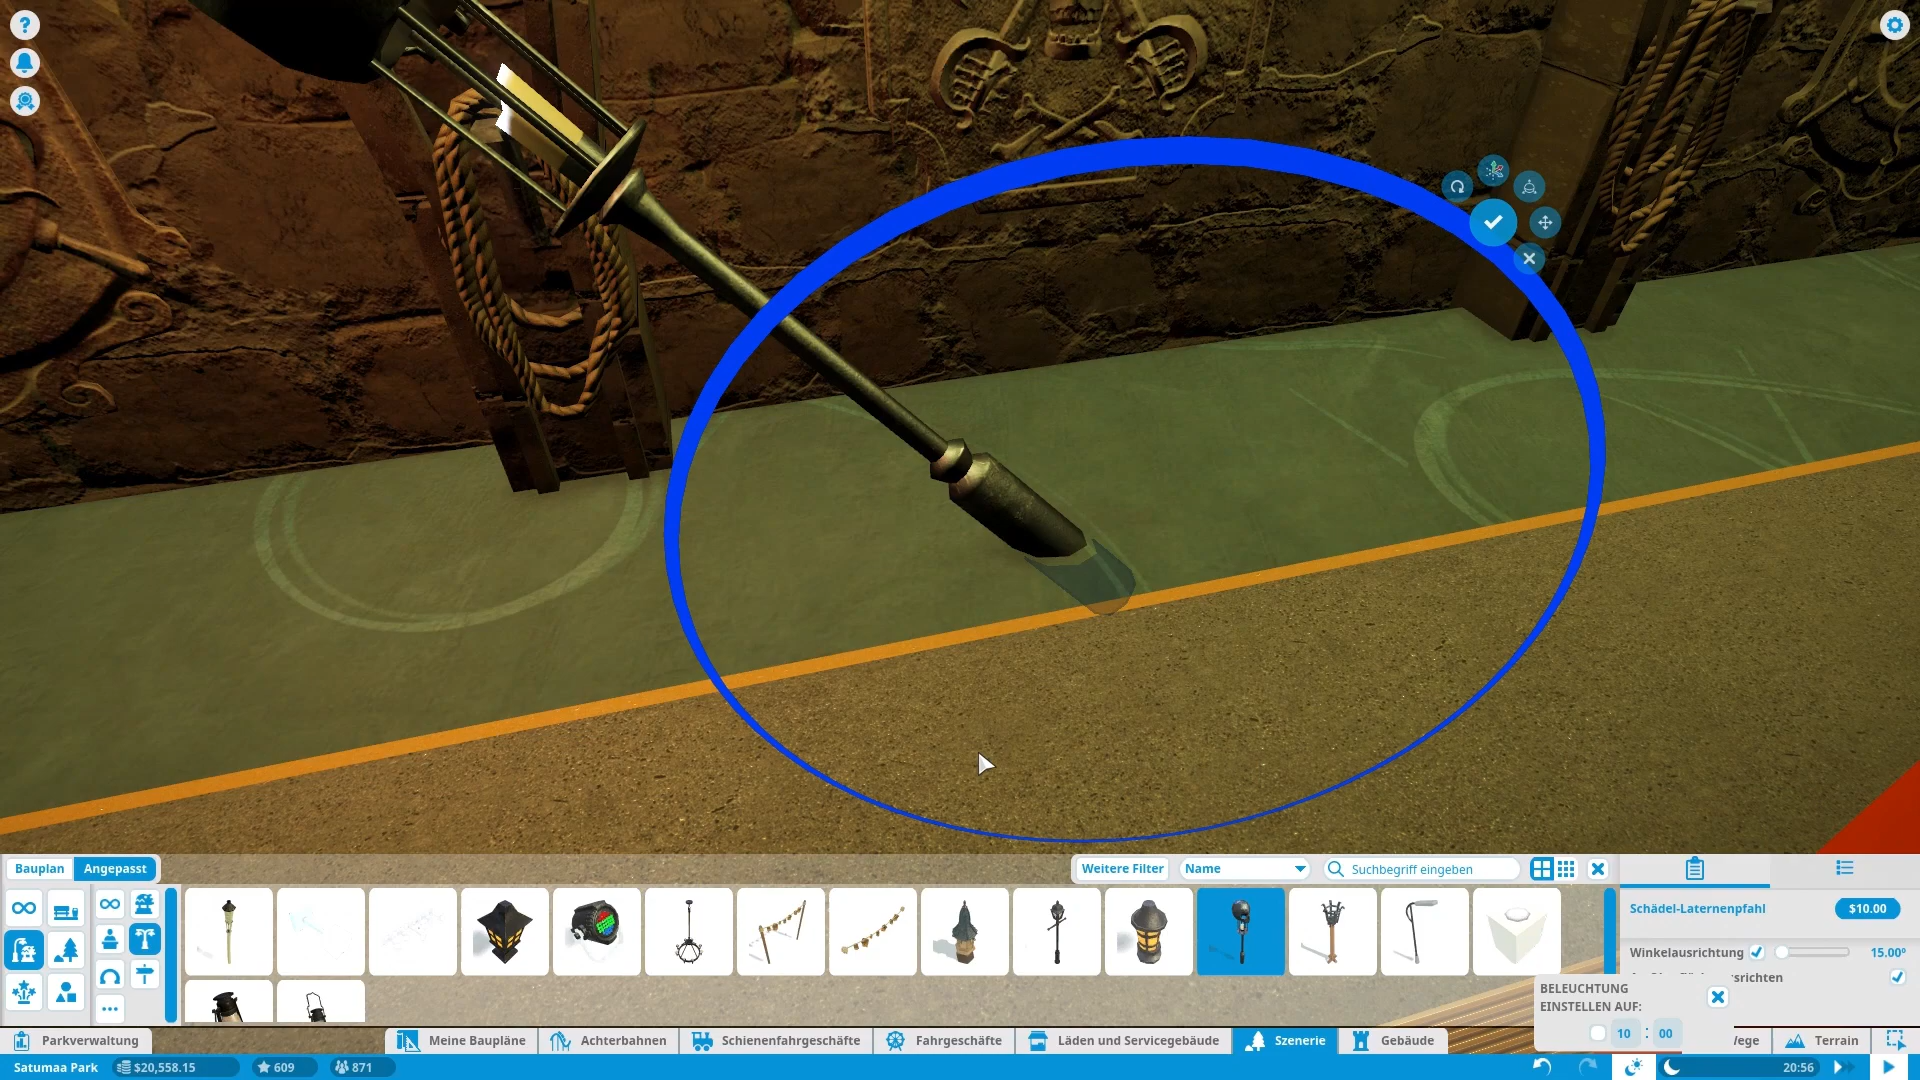 Bauplan
Angepasst
Weitere Filter
Name
Suchbegriff eingeben
Schädel-Laternenpfahl
$10.00
Winkelausrichtung
15.00°
BELEUCHTUNG
EINSTELLEN AUF:
10 : 00
Parkverwaltung
Meine Baupläne
Achterbahnen
Schienenfahrgeschäfte
Fahrgeschäfte
Läden und Servicegebäude
Szenerie
Gebäude
Terrain
Satumaa Park
$20,558.15
609
871
20:56